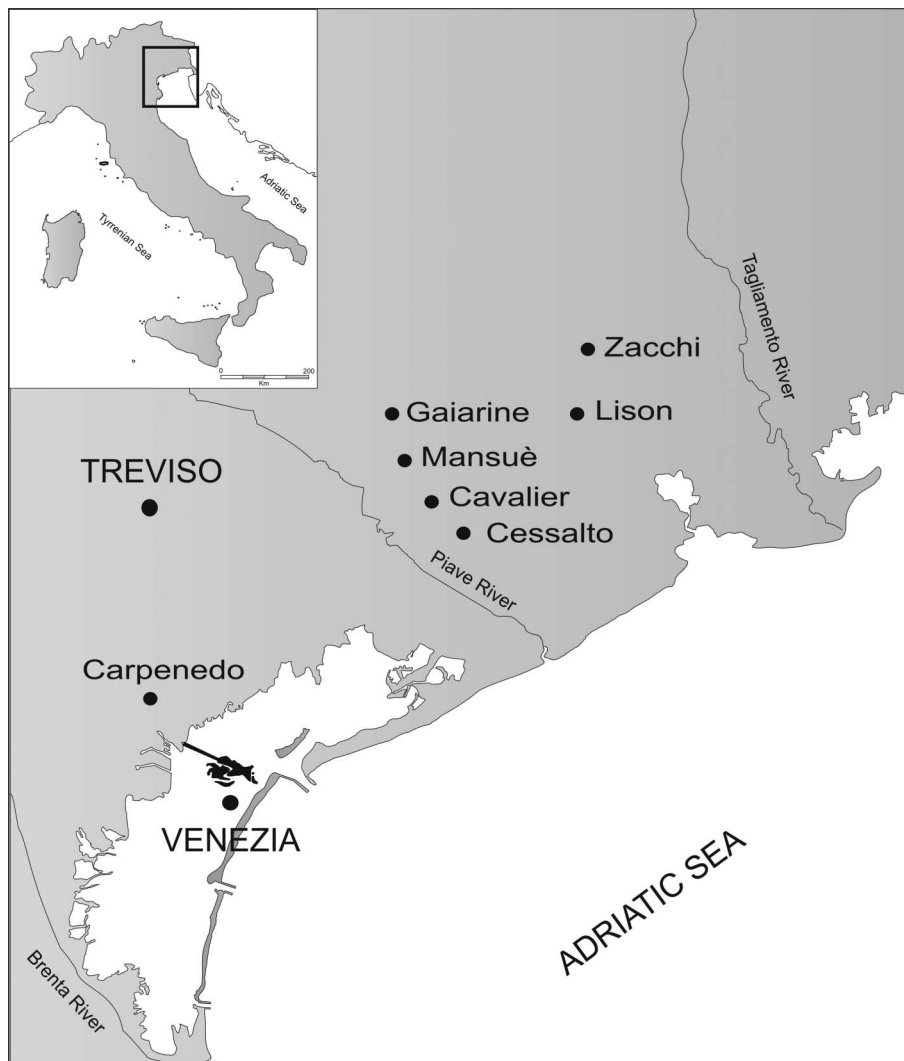 Adriatic Sea
Tyrrenian Sea
0
200
Km
Tagliamento River
Zacchi
Gaiarine
Lison
Mansuè
TREVISO
Cavalier
Cessalto
Piave River
Carpenedo
VENEZIA
ADRIATIC SEA
Brenta River